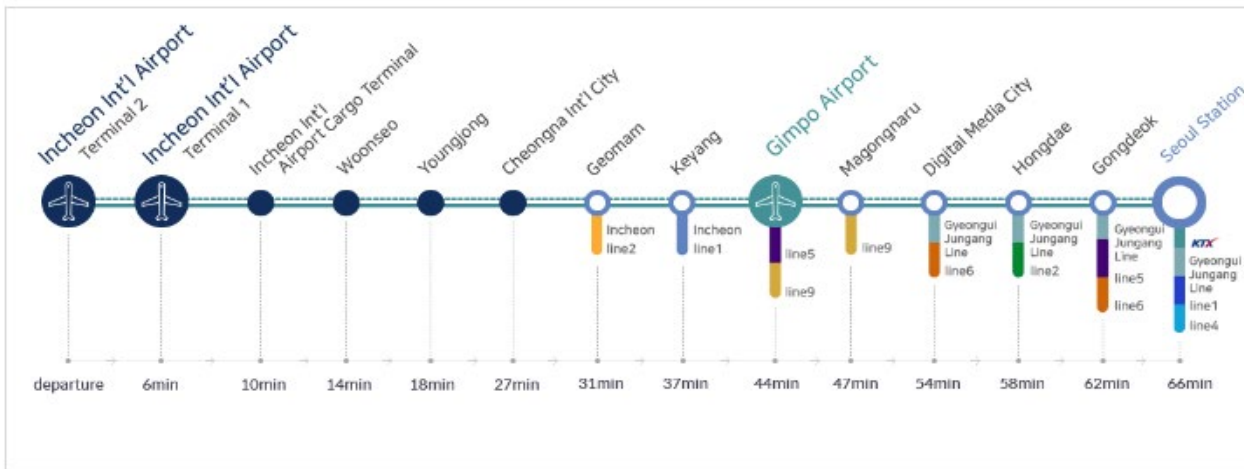 Incheon Int'l Airport
Terminal 2
Incheon Int'l Airport
Terminal 1
Incheon Int'l
Airport Cargo Terminal
Woonseo
Youngjong
Cheongna Int'l City
Geomam
Keyang
Gimpo Airport
Magongnaru
Digital Media City
Hongdae
Gongdeok
Seoul Station
Incheon
line2
Incheon
line1
line5
line9
line9
Gyeongui
Jungang
Line
line6
Gyeongui
Jungang
Line
line2
Gyeongui
Jungang
Line
line5
line6
KTX
Gyeongui
Jungang
Line
line1
line4
departure
6min
10min
14min
18min
27min
31min
37min
44min
47min
54min
58min
62min
66min